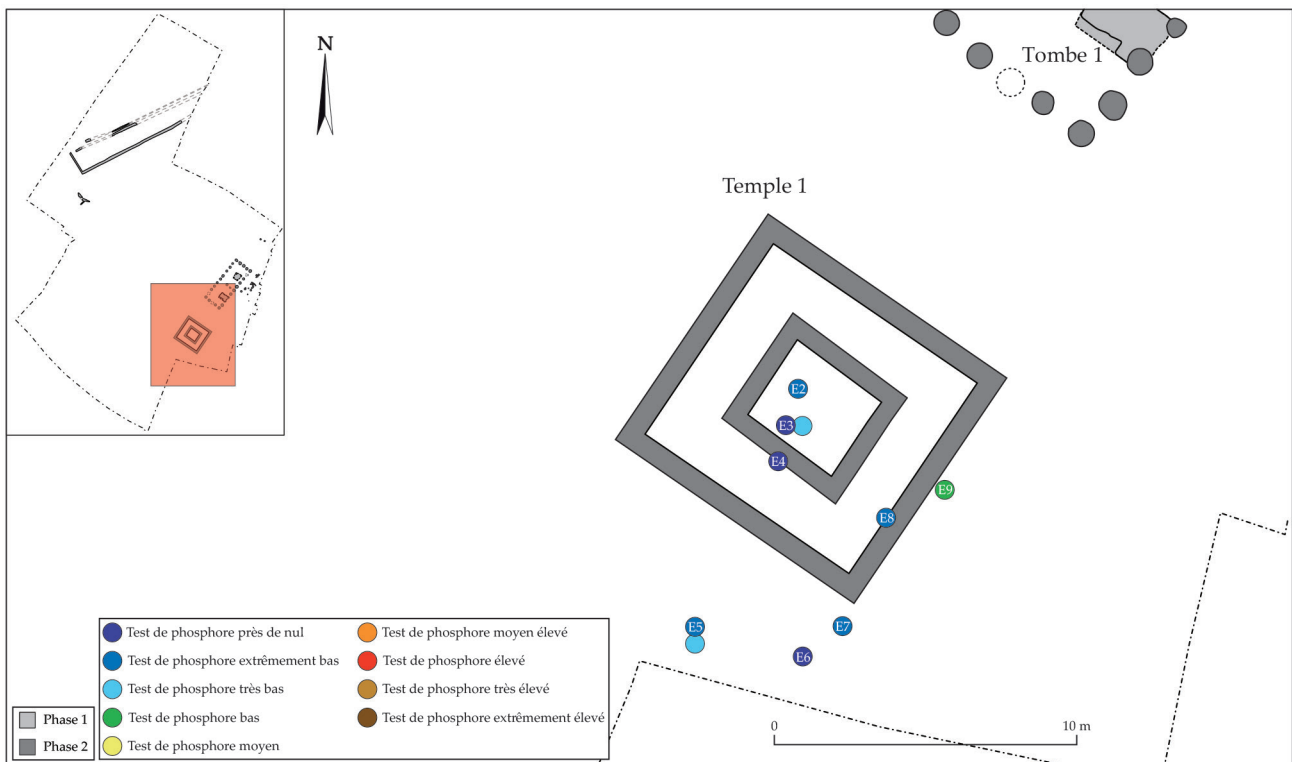 N
Tombe 1
Temple 1
E2
E3
E4
E9
E8
E5
E7
E6
Test de phosphore près de nul
Test de phosphore extrêmement bas
Test de phosphore très bas
Test de phosphore bas
Test de phosphore moyen
Test de phosphore moyen élevé
Test de phosphore élevé
Test de phosphore très élevé
Test de phosphore extrêmement élevé
Phase 1
Phase 2
0 10 m